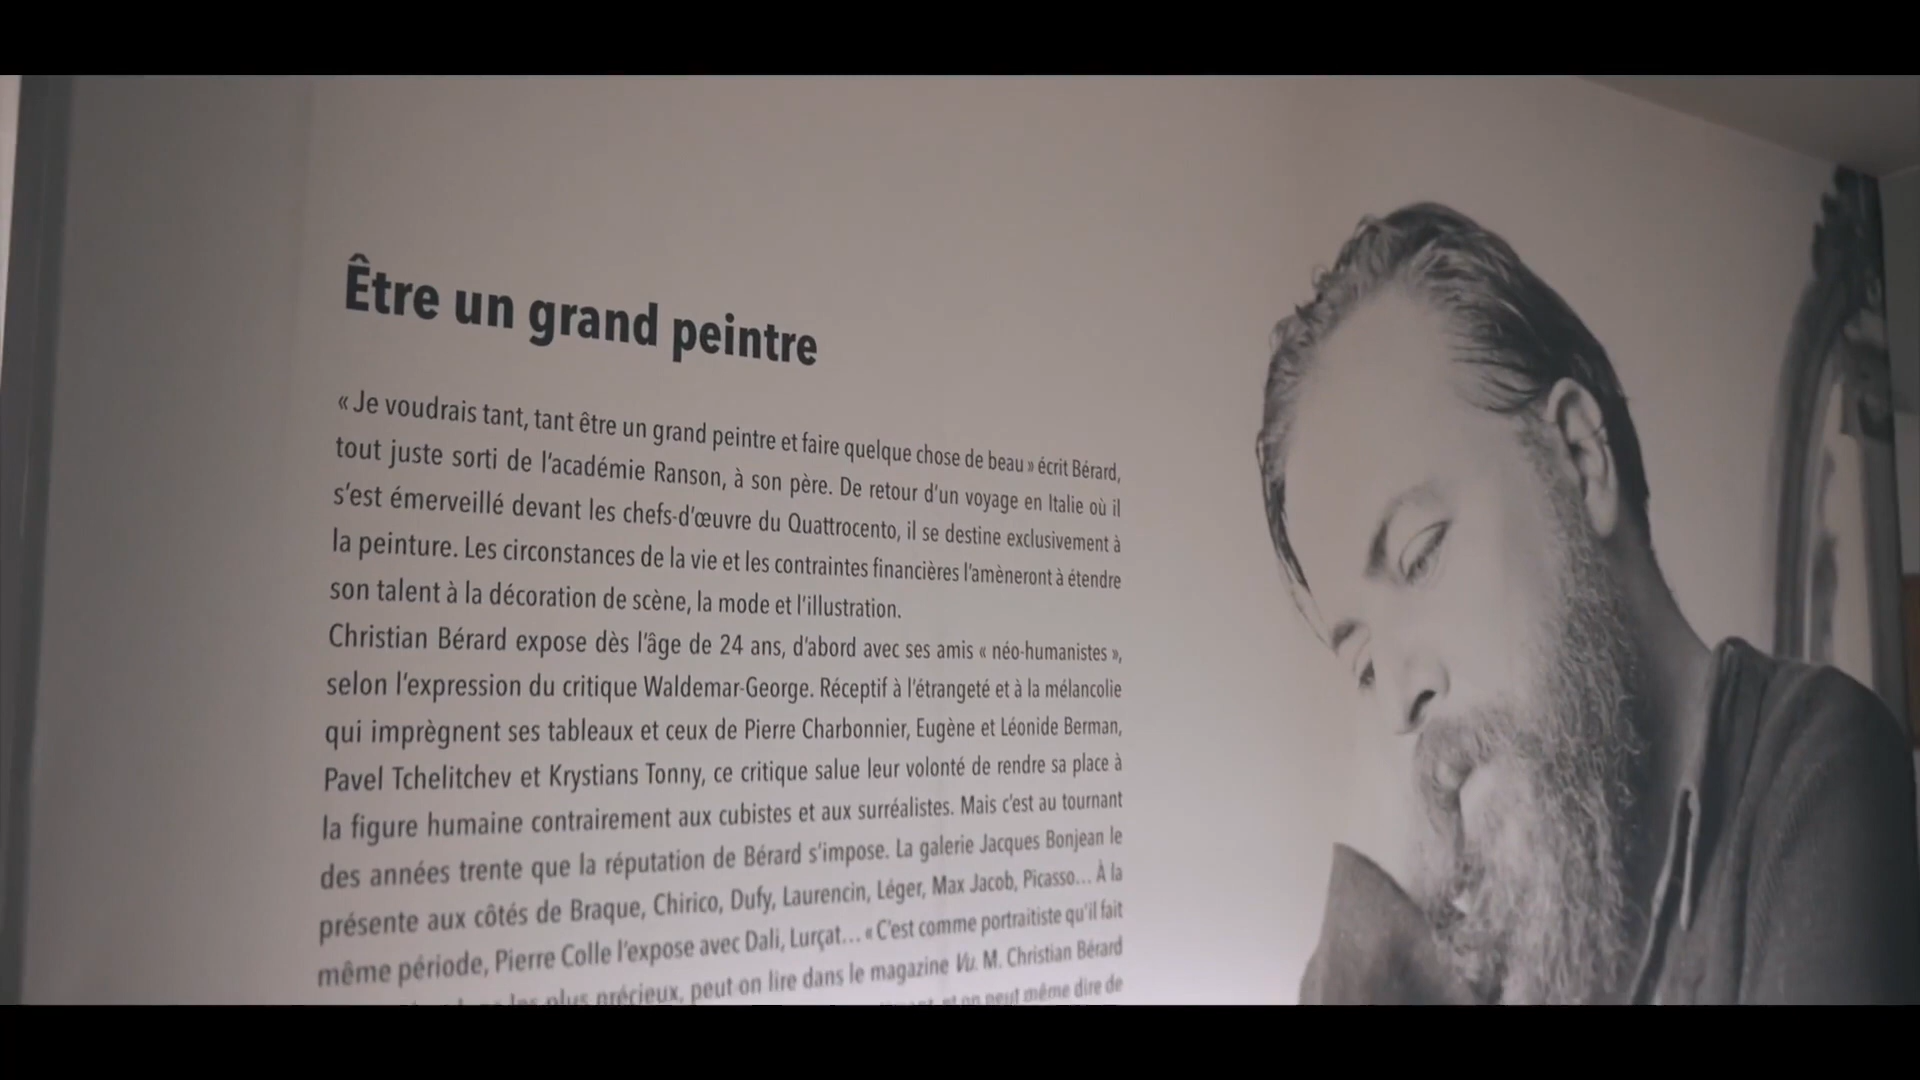 Être un grand peintre
« Je voudrais tant, tant être un grand peintre et faire quelque chose de beau » écrit Bérard,
tout juste sorti de l'académie Ranson, à son père. De retour d'un voyage en Italie où il
s'est émerveillé devant les chefs-d'œuvre du Quattrocento, il se destine exclusivement à
la peinture. Les circonstances de la vie et les contraintes financières l'amèneront à étendre
son talent à la décoration de scène, la mode et l'illustration.
Christian Bérard expose dès l'âge de 24 ans, d'abord avec ses amis « néo-humanistes »,
selon l'expression du critique Waldemar-George. Réceptif à l'étrangeté et à la mélancolie
qui imprègnent ses tableaux et ceux de Pierre Charbonnier, Eugène et Léonide Berman,
Pavel Tchelitchev et Krystians Tonny, ce critique salue leur volonté de rendre sa place à
la figure humaine contrairement aux cubistes et aux surréalistes. Mais c'est au tournant
des années trente que la réputation de Bérard s'impose. La galerie Jacques Bonjean le
présente aux côtés de Braque, Chirico, Dufy, Laurencin, Léger, Max Jacob, Picasso... À la
même période, Pierre Colle l'expose avec Dali, Lurçat... « C'est comme portraitiste qu'il fait
les plus précieux, peut-on lire dans le magazine Vu. M. Christian Bérard
et on peut même dire de